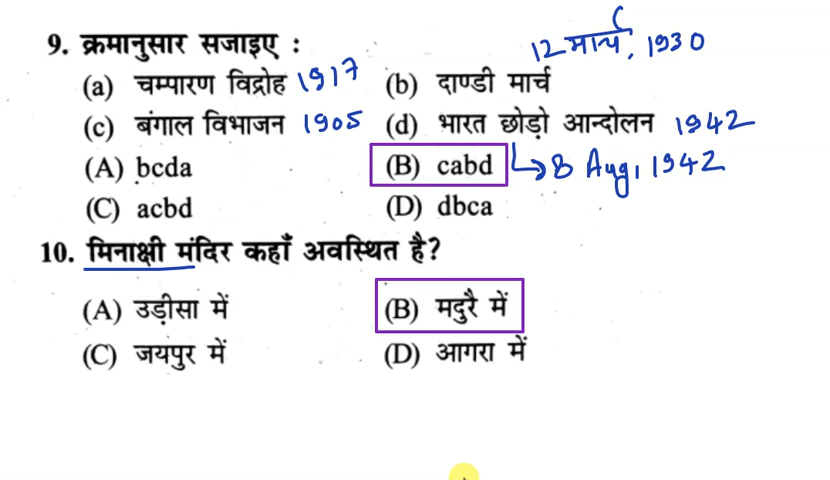 9. क्रमानुसार सजाइए : 12 मार्च, 1930
(a) चम्पारण विद्रोह 1917 (b) दाण्डी मार्च
(c) बंगाल विभाजन 1905 (d) भारत छोड़ो आन्दोलन 1942
(A) bcda (B) cabd → 8 Aug, 1942
(C) acbd (D) dbca
10. मिनाक्षी मंदिर कहाँ अवस्थित है?
(A) उड़ीसा में (B) मदुरै में
(C) जयपुर में (D) आगरा में